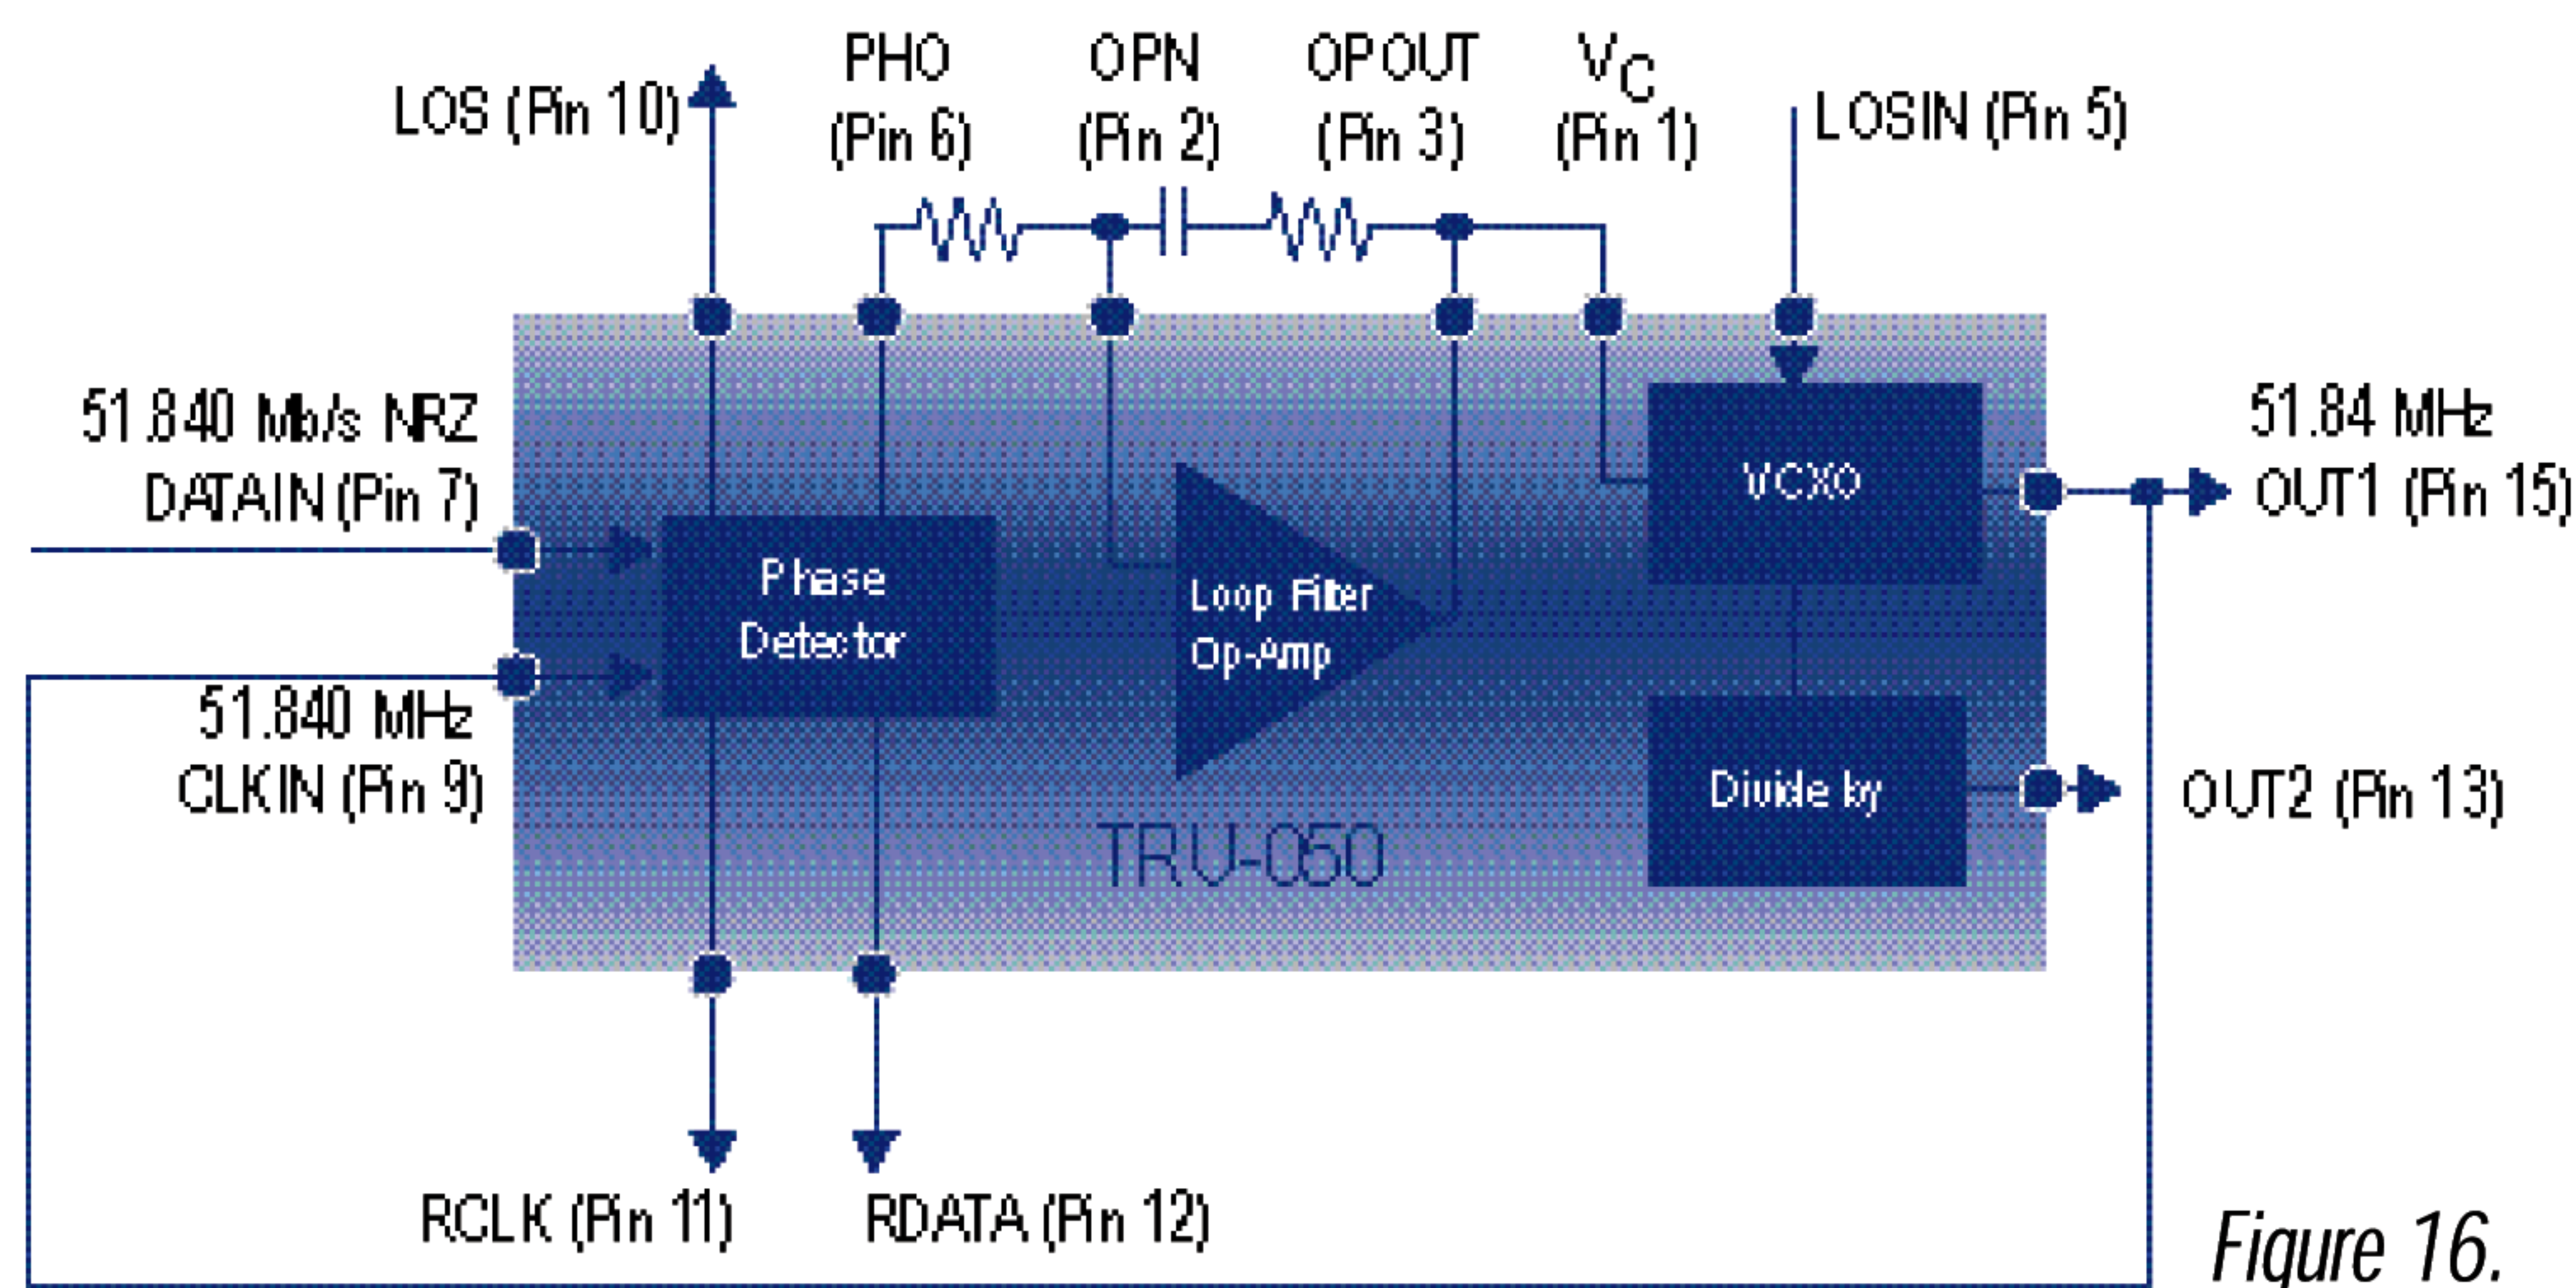 PHO
(Pin 6)
OPN
(Pin 2)
OPOUT
(Pin 3)
VC
(Pin 1)
LOS (Pin 10)
LOSIN (Pin 5)
51.840 Mb/s NRZ
DATAIN (Pin 7)
51.840 MHz
CLKIN (Pin 9)
Phase
Detector
Loop Filter
Op-Amp
VCXO
Divide by
TRU-050
51.84 MHz
OUT1 (Pin 15)
OUT2 (Pin 13)
RCLK (Pin 11)
RDATA (Pin 12)
Figure 16.